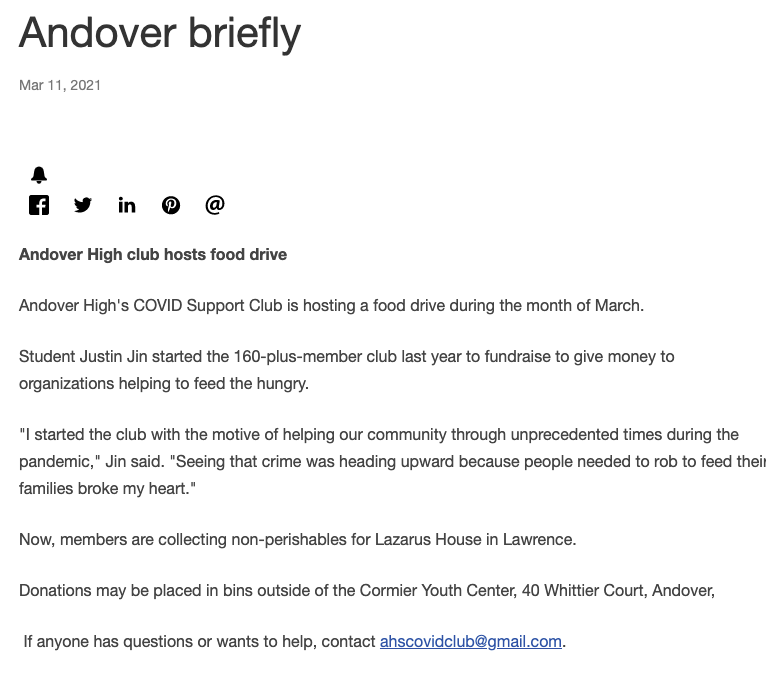 Andover briefly
Mar 11, 2021
Andover High club hosts food drive
Andover High's COVID Support Club is hosting a food drive during the month of March.
Student Justin Jin started the 160-plus-member club last year to fundraise to give money to
organizations helping to feed the hungry.
"I started the club with the motive of helping our community through unprecedented times during the
pandemic," Jin said. "Seeing that crime was heading upward because people needed to rob to feed their
families broke my heart."
Now, members are collecting non-perishables for Lazarus House in Lawrence.
Donations may be placed in bins outside of the Cormier Youth Center, 40 Whittier Court, Andover,
If anyone has questions or wants to help, contact ahscovidclub@gmail.com.